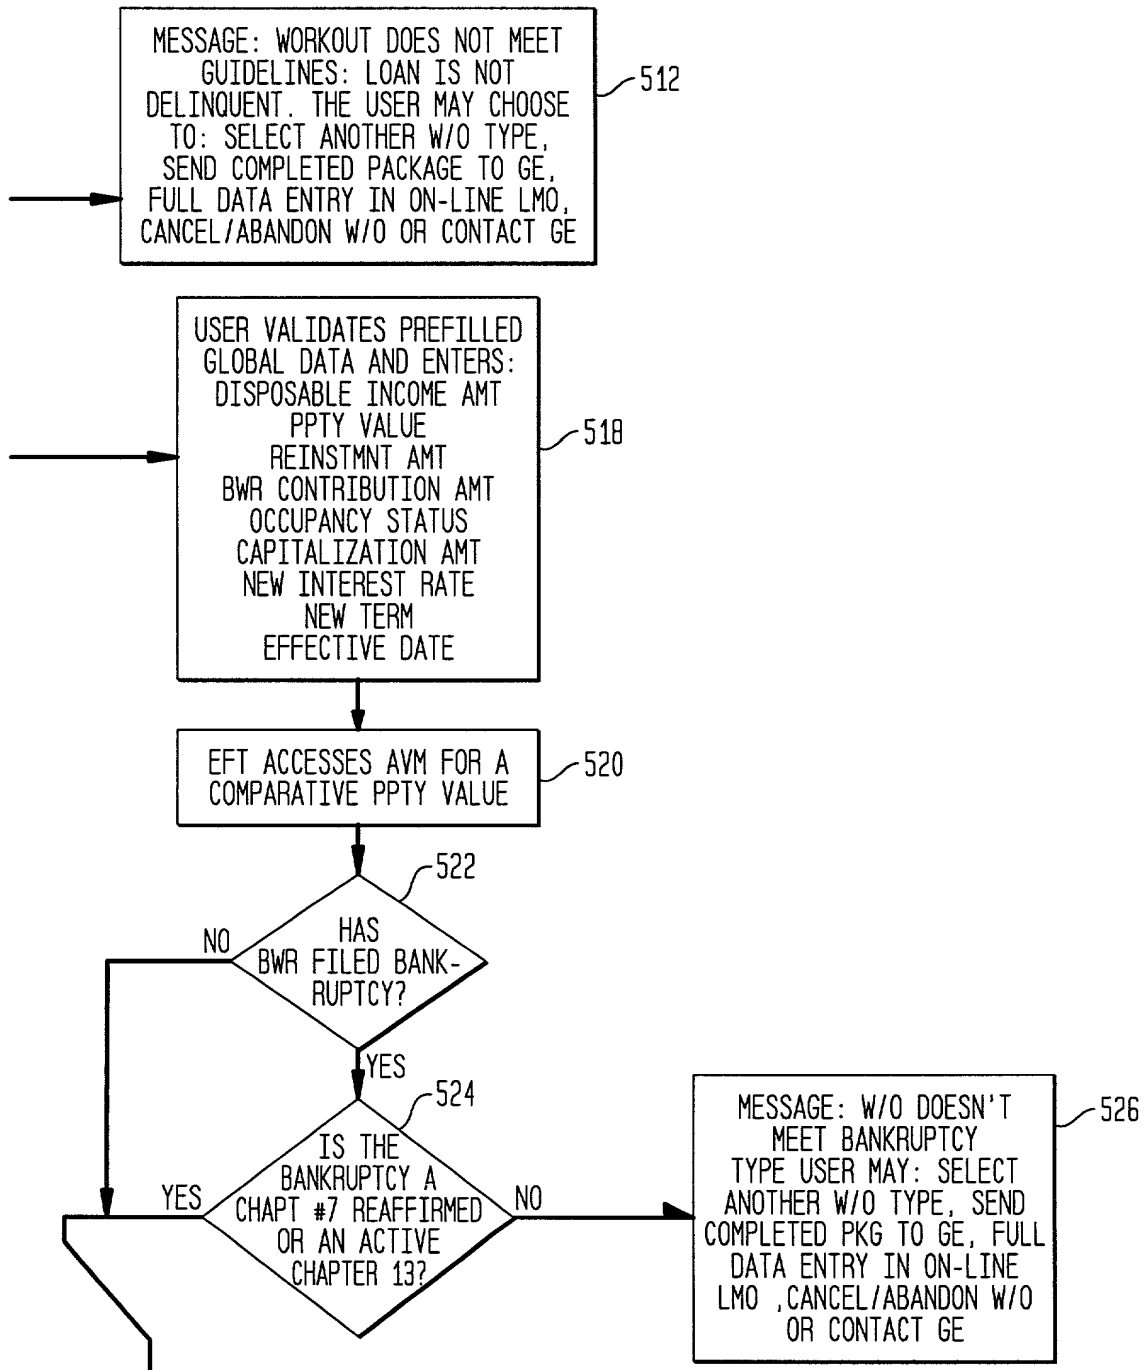 MESSAGE: WORKOUT DOES NOT MEET
GUIDELINES: LOAN IS NOT
DELINQUENT. THE USER MAY CHOOSE
TO: SELECT ANOTHER W/O TYPE,
SEND COMPLETED PACKAGE TO GE,
FULL DATA ENTRY IN ON-LINE LMO,
CANCEL/ABANDON W/O OR CONTACT GE
512
USER VALIDATES PREFILLED
GLOBAL DATA AND ENTERS:
DISPOSABLE INCOME AMT
PPTY VALUE
REINSTMNT AMT
BWR CONTRIBUTION AMT
OCCUPANCY STATUS
CAPITALIZATION AMT
NEW INTEREST RATE
NEW TERM
EFFECTIVE DATE
518
EFT ACCESSES AVM FOR A
COMPARATIVE PPTY VALUE
520
522
HAS
BWR FILED BANK-
RUPTCY?
NO
YES
524
IS THE
BANKRUPTCY A
CHAPT #7 REAFFIRMED
OR AN ACTIVE
CHAPTER 13?
YES
NO
MESSAGE: W/O DOESN'T
MEET BANKRUPTCY
TYPE USER MAY: SELECT
ANOTHER W/O TYPE, SEND
COMPLETED PKG TO GE, FULL
DATA ENTRY IN ON-LINE
LMO ,CANCEL/ABANDON W/O
OR CONTACT GE
526